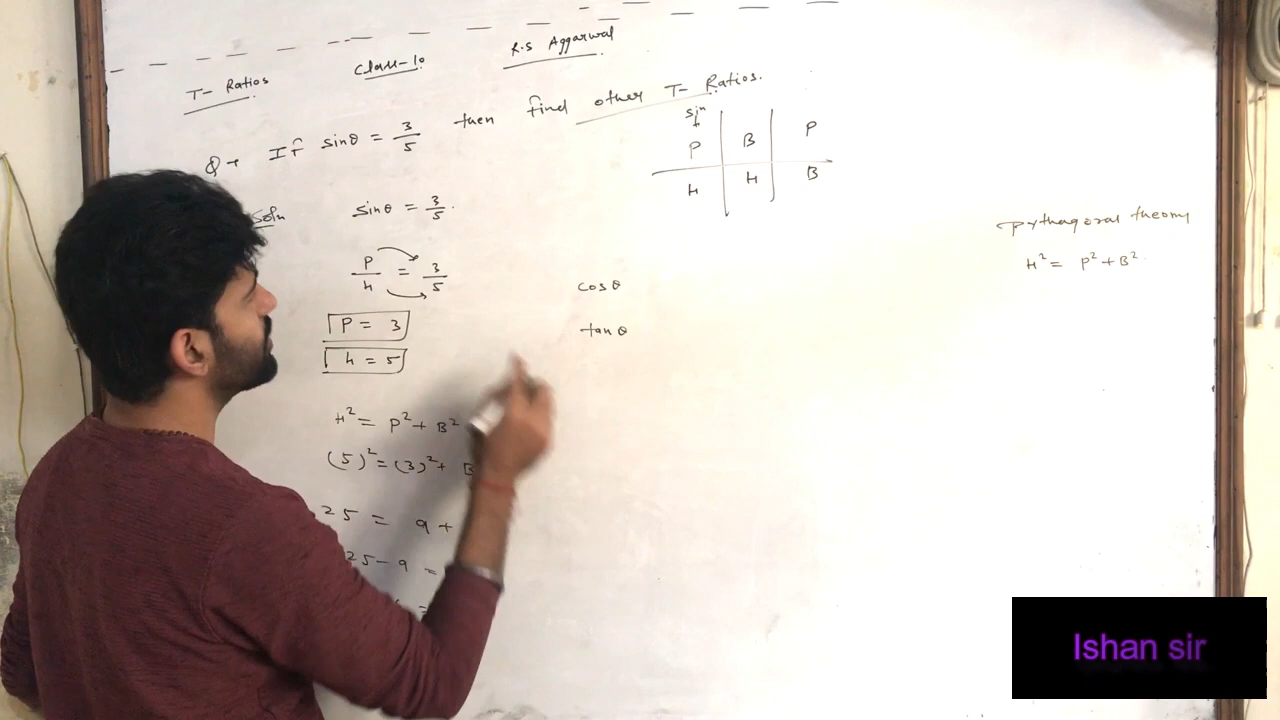 T- Ratios
Class-10
R.S Aggarwal
Q→ If sinθ = 3/5 then find other T- Ratios.
sin
P | B | P
H | H | B
Soln
sinθ = 3/5.
P/h = 3/5
P = 3
h = 5
H² = P² + B²
(5)² = (3)² + B
25 = 9 +
25 - 9 =
cosθ
tanθ
H² = P² + B².
Ishan sir